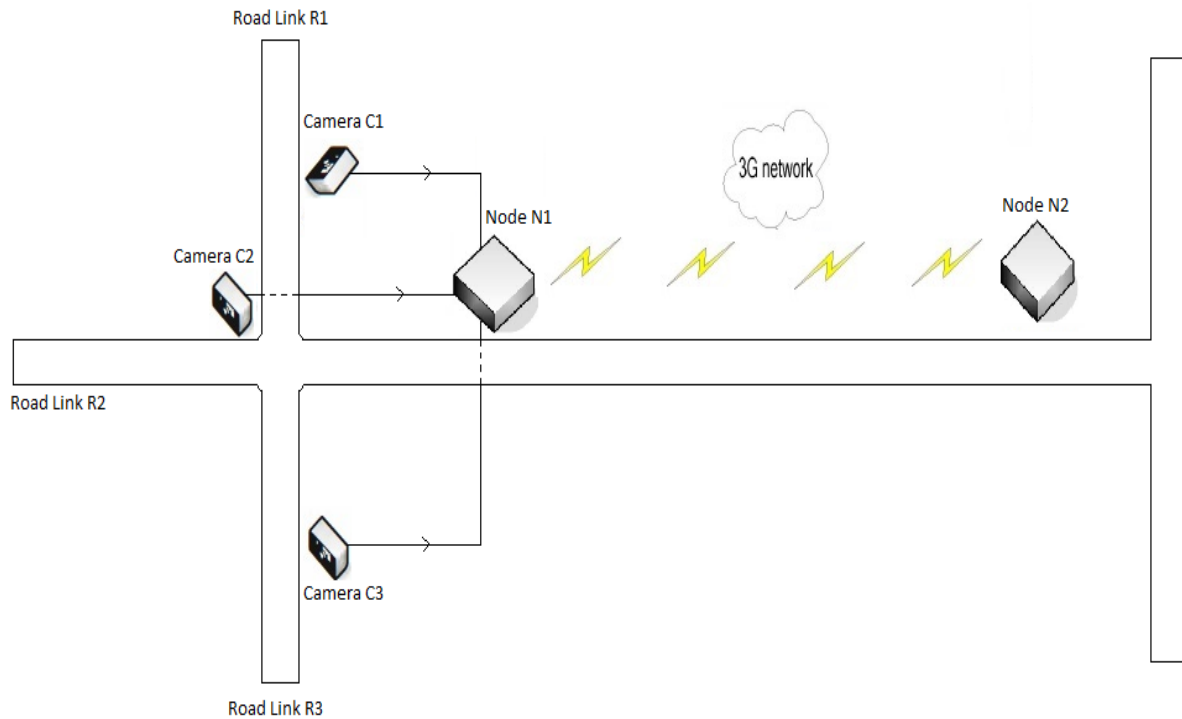 Road Link R1
Camera C1
3G network
Node N1
Node N2
Camera C2
Road Link R2
Camera C3
Road Link R3